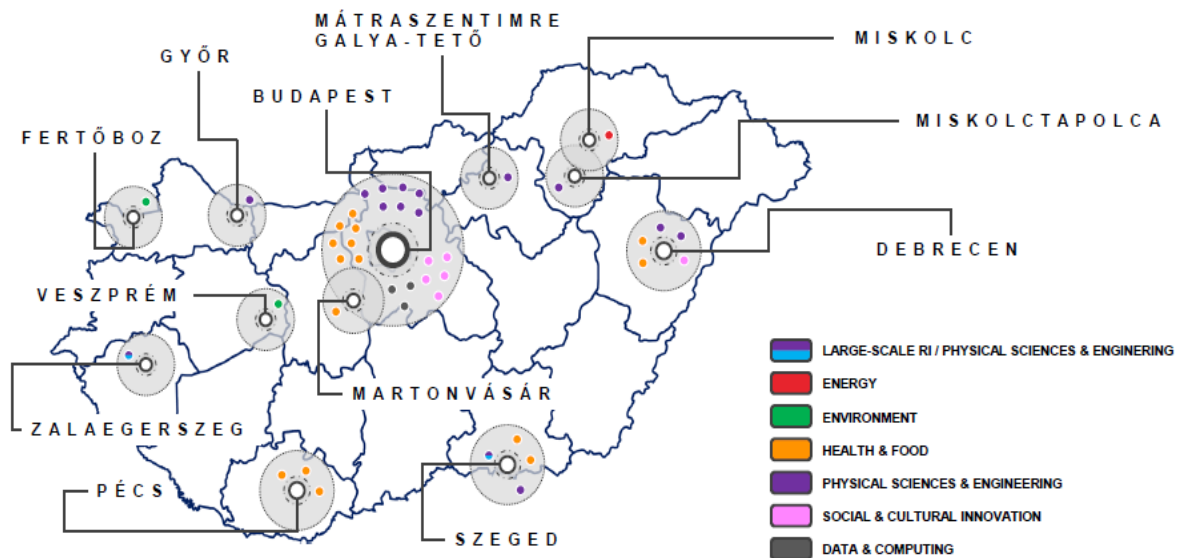 MÁTRASZENTIMRE
GALYA-TETŐ
MISKOLC
GYŐR
BUDAPEST
MISKOLCTAPOLCA
FERTŐBOZ
DEBRECEN
VESZPRÉM
LARGE-SCALE RI / PHYSICAL SCIENCES & ENGINERING
ENERGY
MARTONVÁSÁR
ENVIRONMENT
ZALAEGERSZEG
HEALTH & FOOD
PÉCS
PHYSICAL SCIENCES & ENGINEERING
SOCIAL & CULTURAL INNOVATION
SZEGED
DATA & COMPUTING